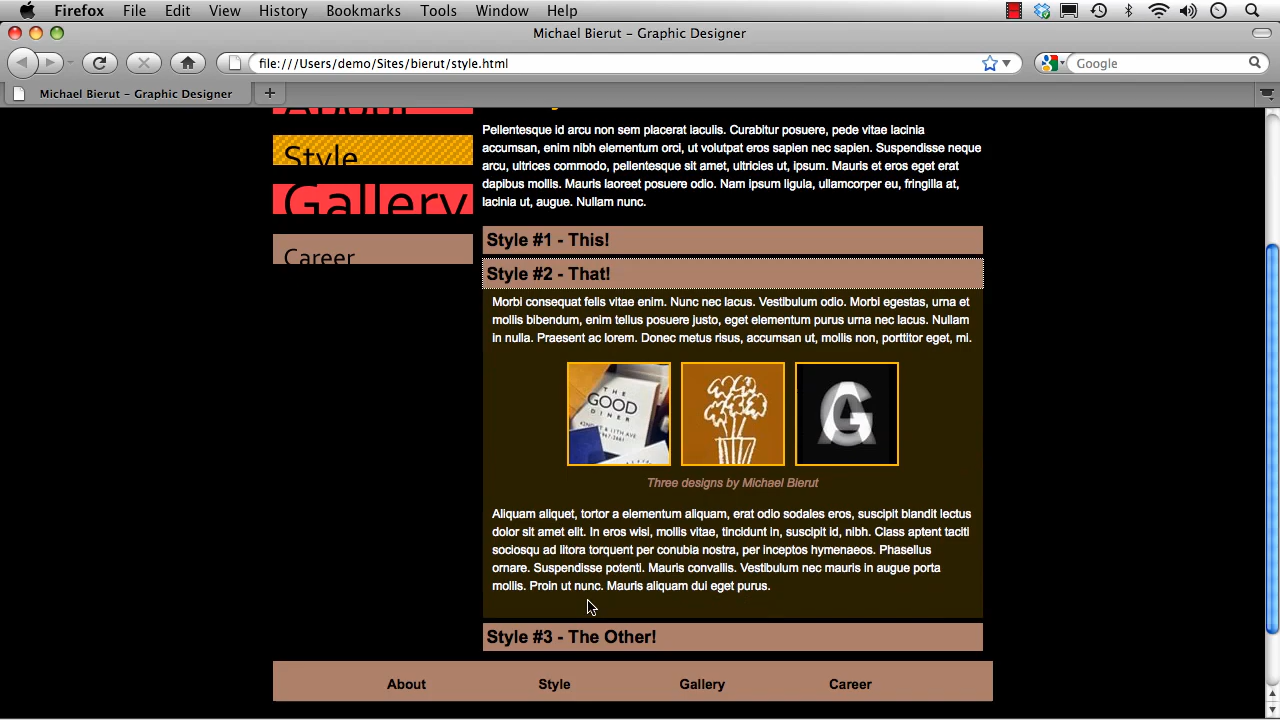 Firefox File Edit View History Bookmarks Tools Window Help
Michael Bierut - Graphic Designer
file:///Users/demo/Sites/bierut/style.html
Google
Michael Bierut - Graphic Designer
About
Style
Gallery
Career
Pellentesque id arcu non sem placerat iaculis. Curabitur posuere, pede vitae lacinia
accumsan, enim nibh elementum orci, ut volutpat eros sapien nec sapien. Suspendisse neque
arcu, ultrices commodo, pellentesque sit amet, ultricies ut, ipsum. Mauris et eros eget erat
dapibus mollis. Mauris laoreet posuere odio. Nam ipsum ligula, ullamcorper eu, fringilla at,
lacinia ut, augue. Nullam nunc.
Style #1 - This!
Style #2 - That!
Morbi consequat felis vitae enim. Nunc nec lacus. Vestibulum odio. Morbi egestas, urna et
mollis bibendum, enim tellus posuere justo, eget elementum purus urna nec lacus. Nullam
in nulla. Praesent ac lorem. Donec metus risus, accumsan ut, mollis non, porttitor eget, mi.
THE
GOOD
DINER
AG
Three designs by Michael Bierut
Aliquam aliquet, tortor a elementum aliquam, erat odio sodales eros, suscipit blandit lectus
dolor sit amet elit. In eros wisi, mollis vitae, tincidunt in, suscipit id, nibh. Class aptent taciti
sociosqu ad litora torquent per conubia nostra, per inceptos hymenaeos. Phasellus
ornare. Suspendisse potenti. Mauris convallis. Vestibulum nec mauris in augue porta
mollis. Proin ut nunc. Mauris aliquam dui eget purus.
Style #3 - The Other!
About Style Gallery Career